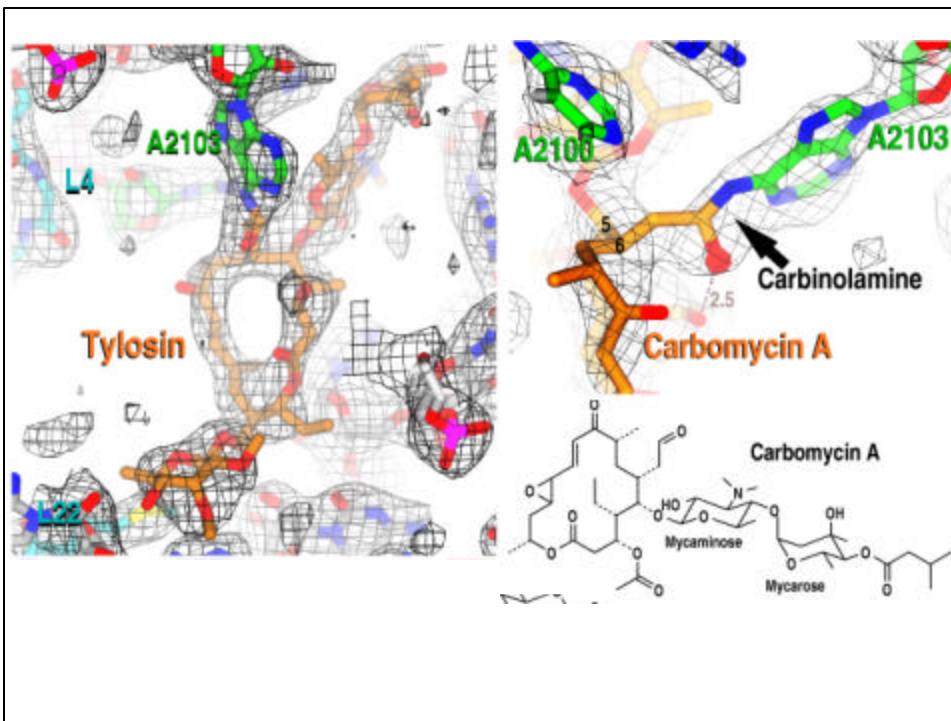 A2103
L4
Tylosin
L22
A2100
A2103
5
6
Carbinolamine
2.5
Carbomycin A
Carbomycin A
O
O
O
HO
N
O
OH
O
O
O
O
Mycaminose
O
O
O
O
O
Mycarose